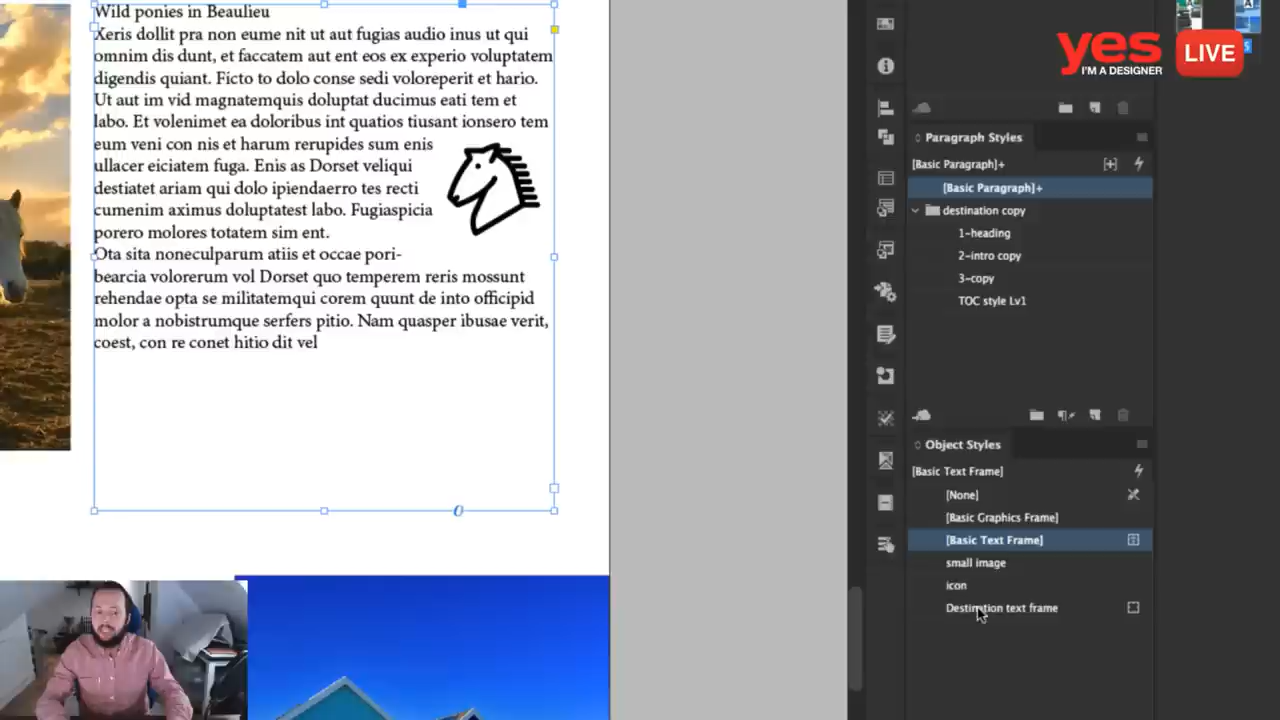 Wild ponies in Beaulieu
Xeris dollit pra non eume nit ut aut fugias audio inus ut qui
omnim dis dunt, et faccatem aut ent eos ex experio voluptatem
digendis quiant. Ficto to dolo conse sedi voloreperit et hario.
Ut aut im vid magnatemquis doluptat ducimus eati tem et
labo. Et volenimet ea doloribus int quatios tiusant ionsero tem
eum veni con nis et harum rerupides sum enis
ullacer eiciatem fuga. Enis as Dorset veliqui
destiatet ariam qui dolo ipiendaerro tes recti
cumenim aximus doluptatest labo. Fugiaspicia
porero molores totatem sim ent.
Ota sita noneculparum atiis et occae pori-
bearcia volorerum vol Dorset quo temperem reris mossunt
rehendae opta se militatemqui corem quunt de into officipid
molor a nobistrumque serfers pitio. Nam quasper ibusae verit,
coest, con re conet hitio dit vel
yes
I'M A DESIGNER
LIVE
Paragraph Styles
[Basic Paragraph]+
[Basic Paragraph]+
destination copy
1-heading
2-intro copy
3-copy
TOC style Lv1
Object Styles
[Basic Text Frame]
[None]
[Basic Graphics Frame]
[Basic Text Frame]
small image
icon
Destination text frame